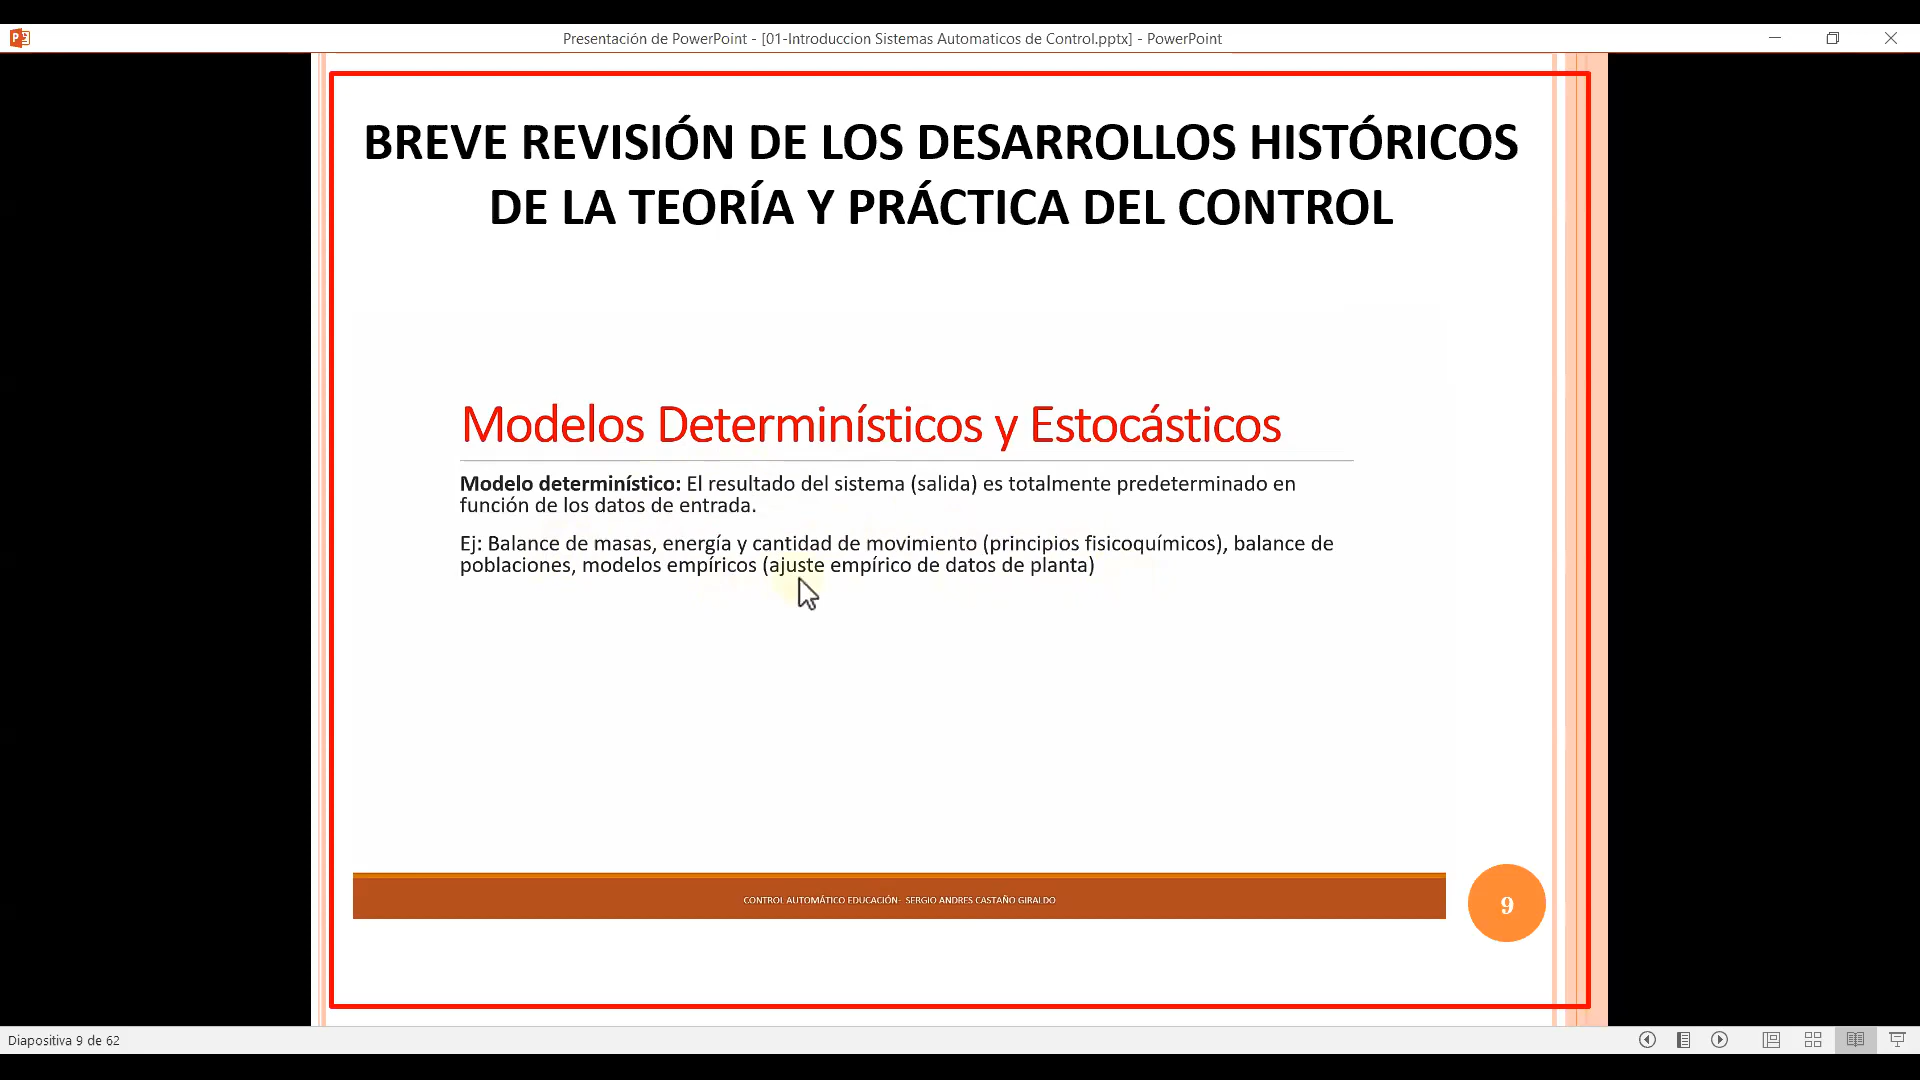 Presentación de PowerPoint - [01-Introduccion Sistemas Automaticos de Control.pptx] - PowerPoint
BREVE REVISIÓN DE LOS DESARROLLOS HISTÓRICOS
DE LA TEORÍA Y PRÁCTICA DEL CONTROL
Modelos Determinísticos y Estocásticos
Modelo determinístico: El resultado del sistema (salida) es totalmente predeterminado en
función de los datos de entrada.
Ej: Balance de masas, energía y cantidad de movimiento (principios fisicoquímicos), balance de
poblaciones, modelos empíricos (ajuste empírico de datos de planta)
CONTROL AUTOMÁTICO EDUCACIÓN- SERGIO ANDRES CASTAÑO GIRALDO
9
Diapositiva 9 de 62